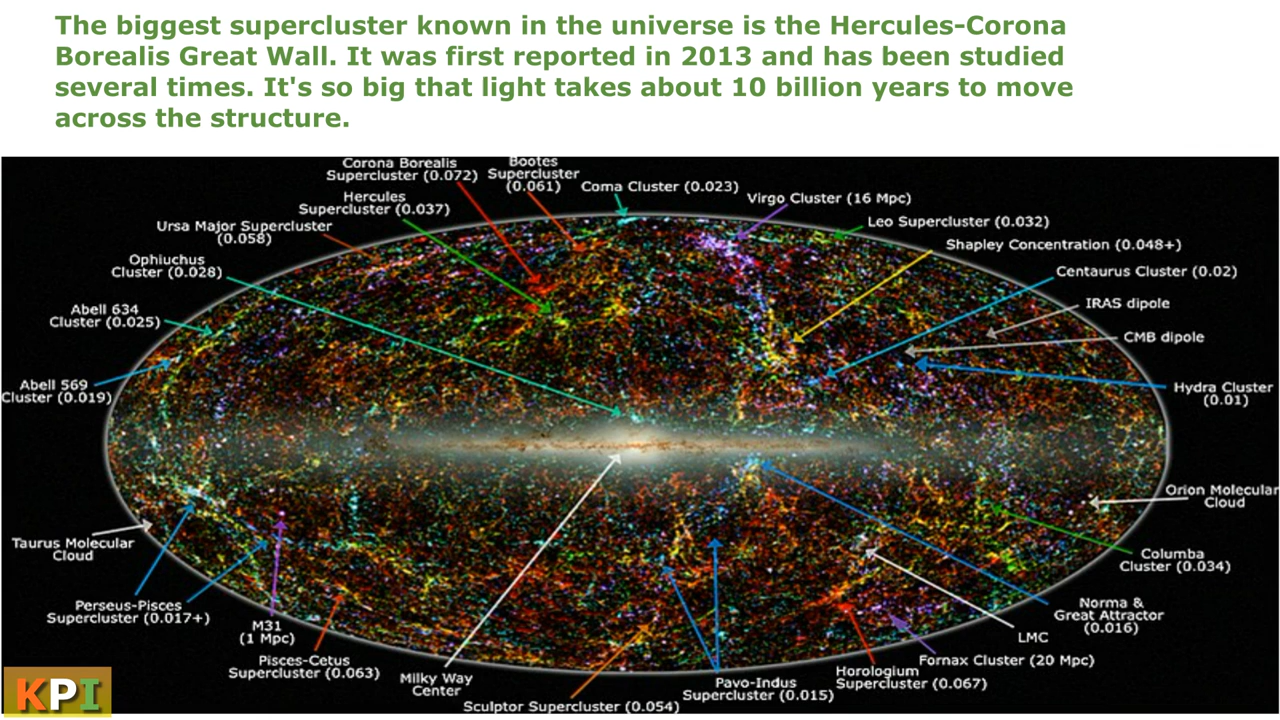 The biggest supercluster known in the universe is the Hercules-Corona
Borealis Great Wall. It was first reported in 2013 and has been studied
several times. It's so big that light takes about 10 billion years to move
across the structure.
Corona Borealis
Supercluster (0.072)
Bootes
Supercluster
(0.061)
Coma Cluster (0.023)
Hercules
Supercluster (0.037)
Virgo Cluster (16 Mpc)
Ursa Major Supercluster
(0.058)
Leo Supercluster (0.032)
Shapley Concentration (0.048+)
Ophiuchus
Cluster (0.028)
Centaurus Cluster (0.02)
Abell 634
Cluster (0.025)
IRAS dipole
CMB dipole
Abell 569
Cluster (0.019)
Hydra Cluster
(0.01)
Orion Molecular
Cloud
Taurus Molecular
Cloud
Columba
Cluster (0.034)
Perseus-Pisces
Supercluster (0.017+)
Norma &
Great Attractor
(0.016)
M31
(1 Mpc)
LMC
Pisces-Cetus
Supercluster (0.063)
Fornax Cluster (20 Mpc)
Milky Way
Center
Horologium
Supercluster (0.067)
Pavo-Indus
Supercluster (0.015)
Sculptor Supercluster (0.054)
KPI